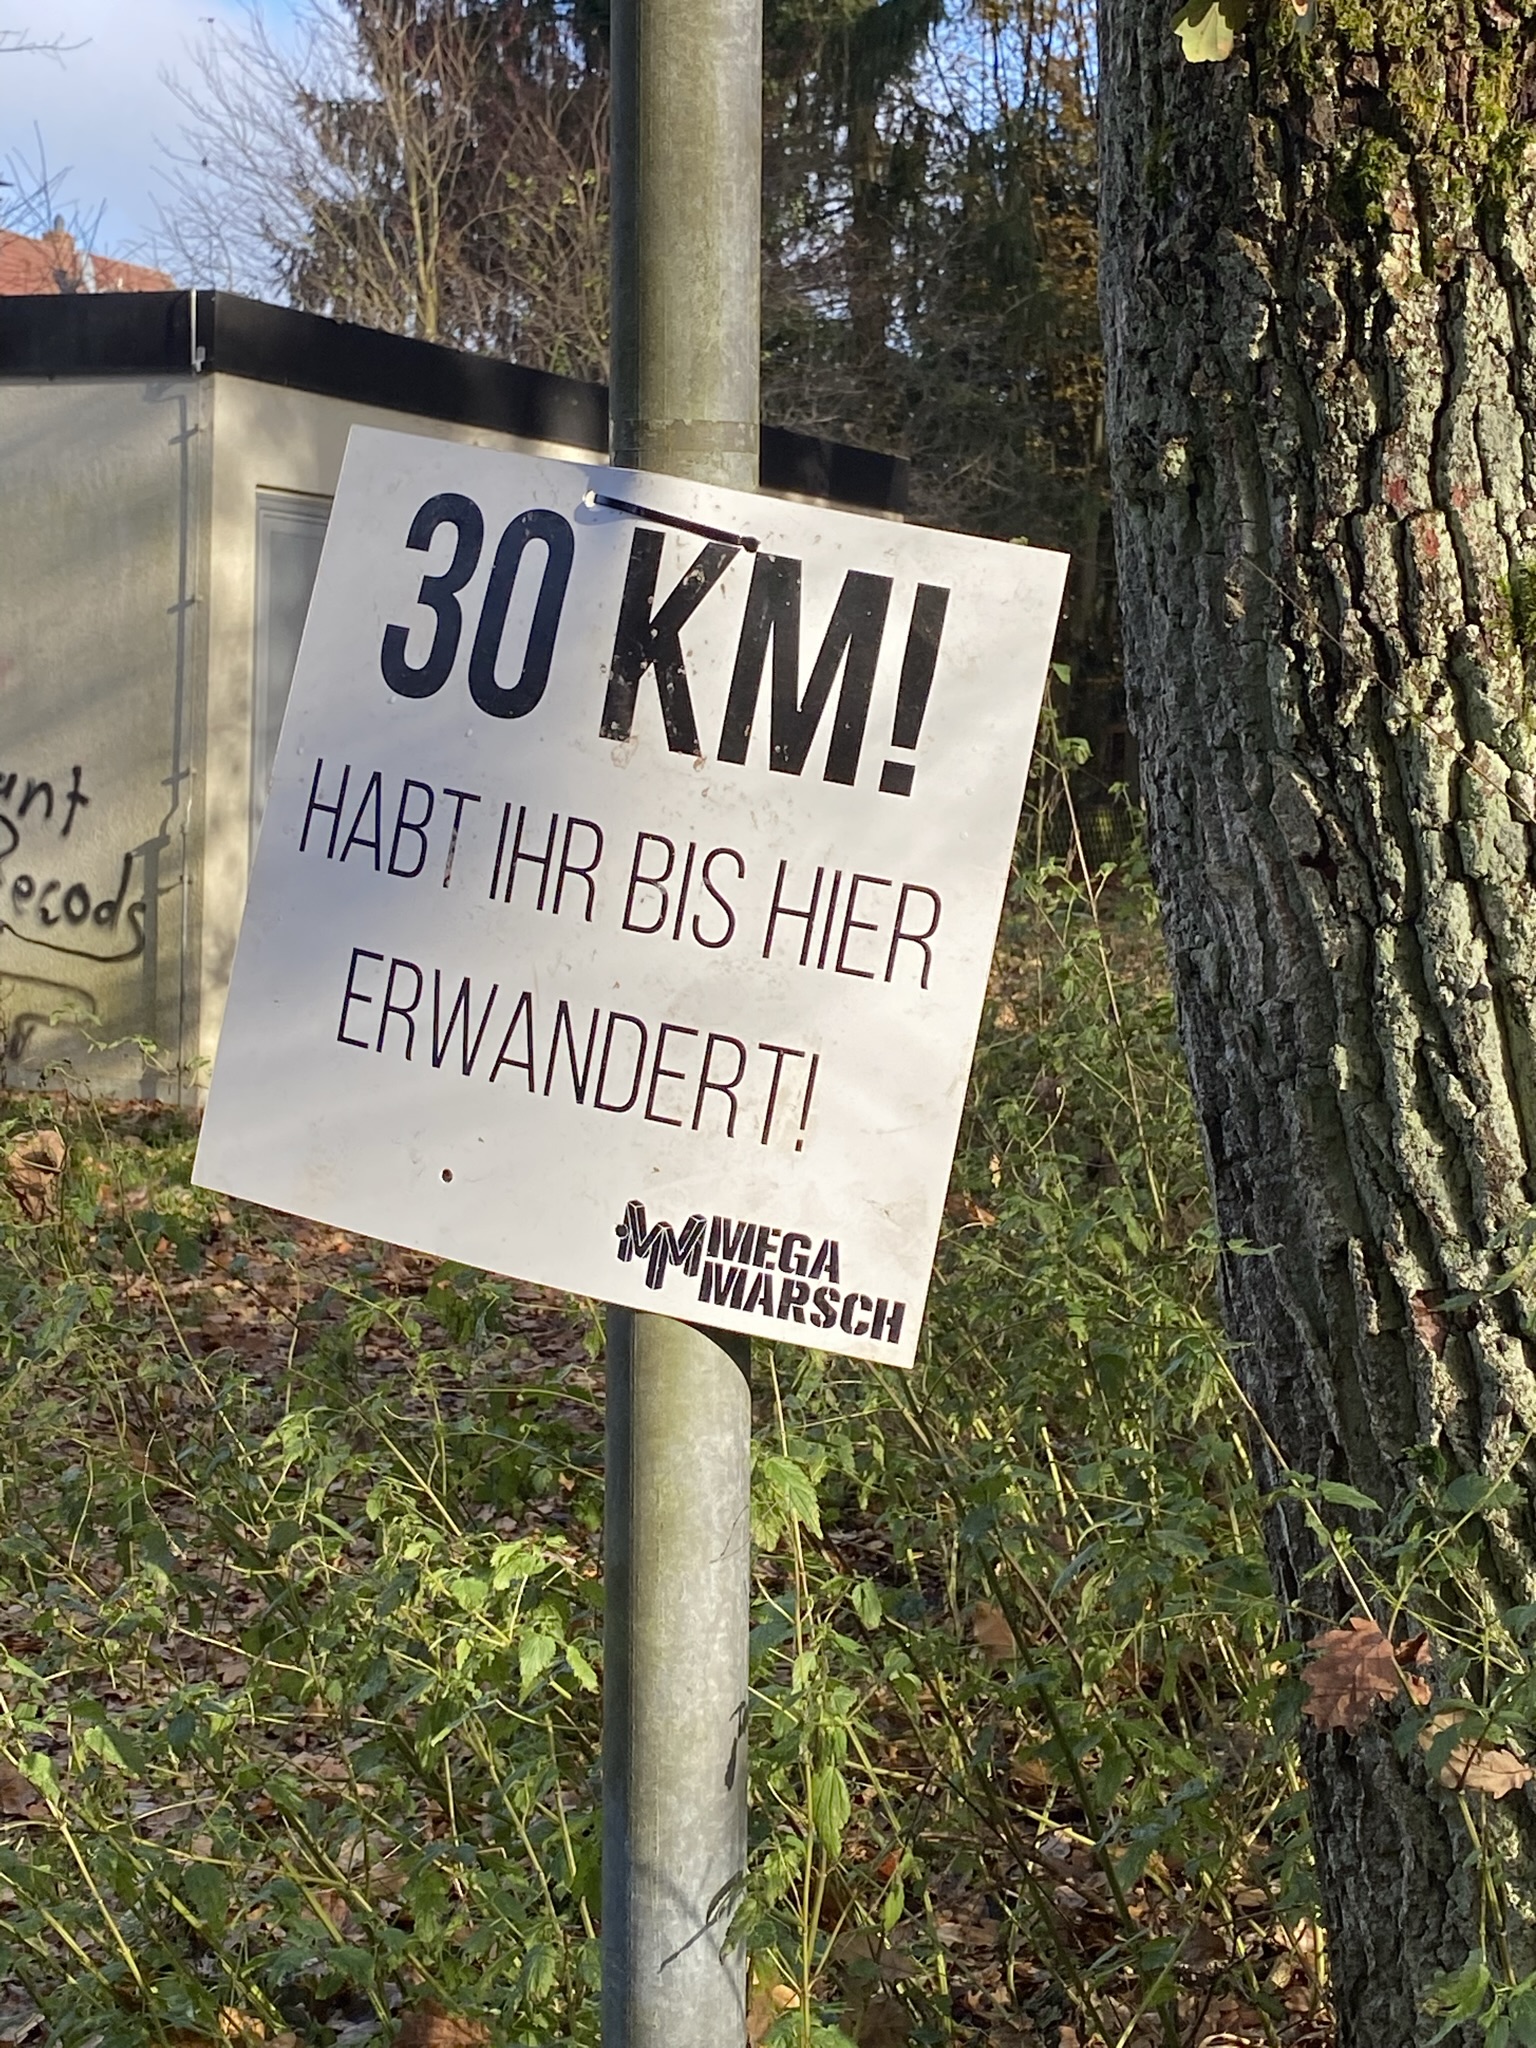 30 KM!
HABT IHR BIS HIER
ERWANDERT!
MEGA
MARSCH